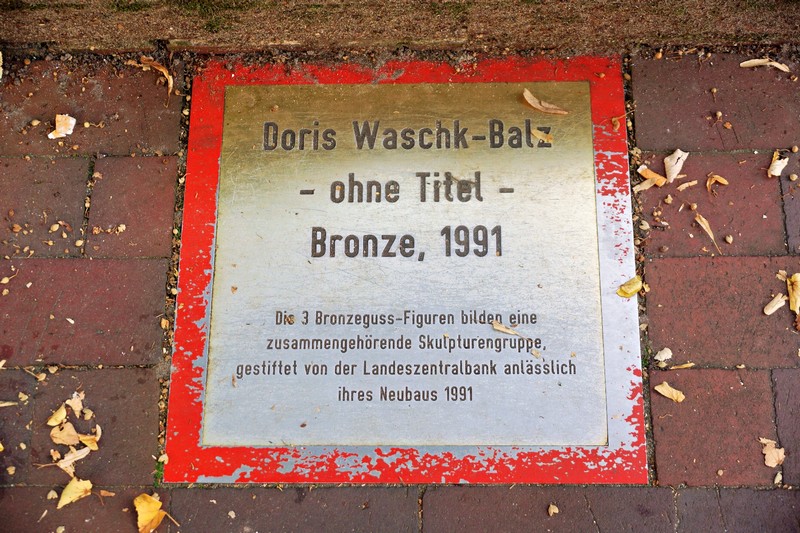 Doris Waschk-Balz
- ohne Titel -
Bronze, 1991
Die 3 Bronzeguss-Figuren bilden eine
zusammengehörende Skulpturengruppe,
gestiftet von der Landeszentralbank anlässlich
ihres Neubaus 1991